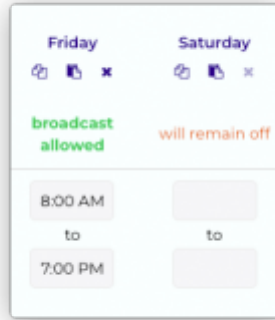 Friday Saturday
broadcast allowed will remain off
8:00 AM
to to
7:00 PM